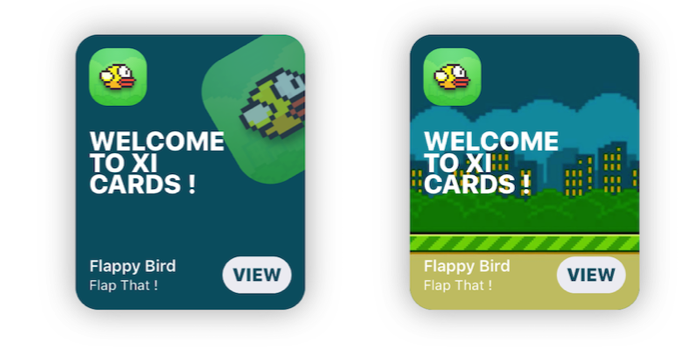 WELCOME
TO XI
CARDS !
Flappy Bird
Flap That !
VIEW
WELCOME
TO XI
CARDS !
Flappy Bird
Flap That !
VIEW